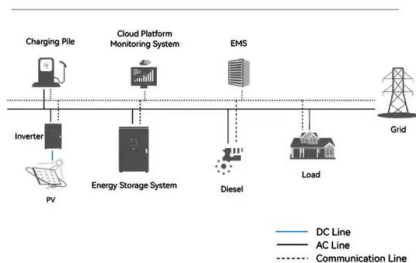 Charging Pile
Cloud Platform
Monitoring System
EMS
Grid
Inverter
PV
Energy Storage System
Diesel
Load
DC Line
AC Line
Communication Line